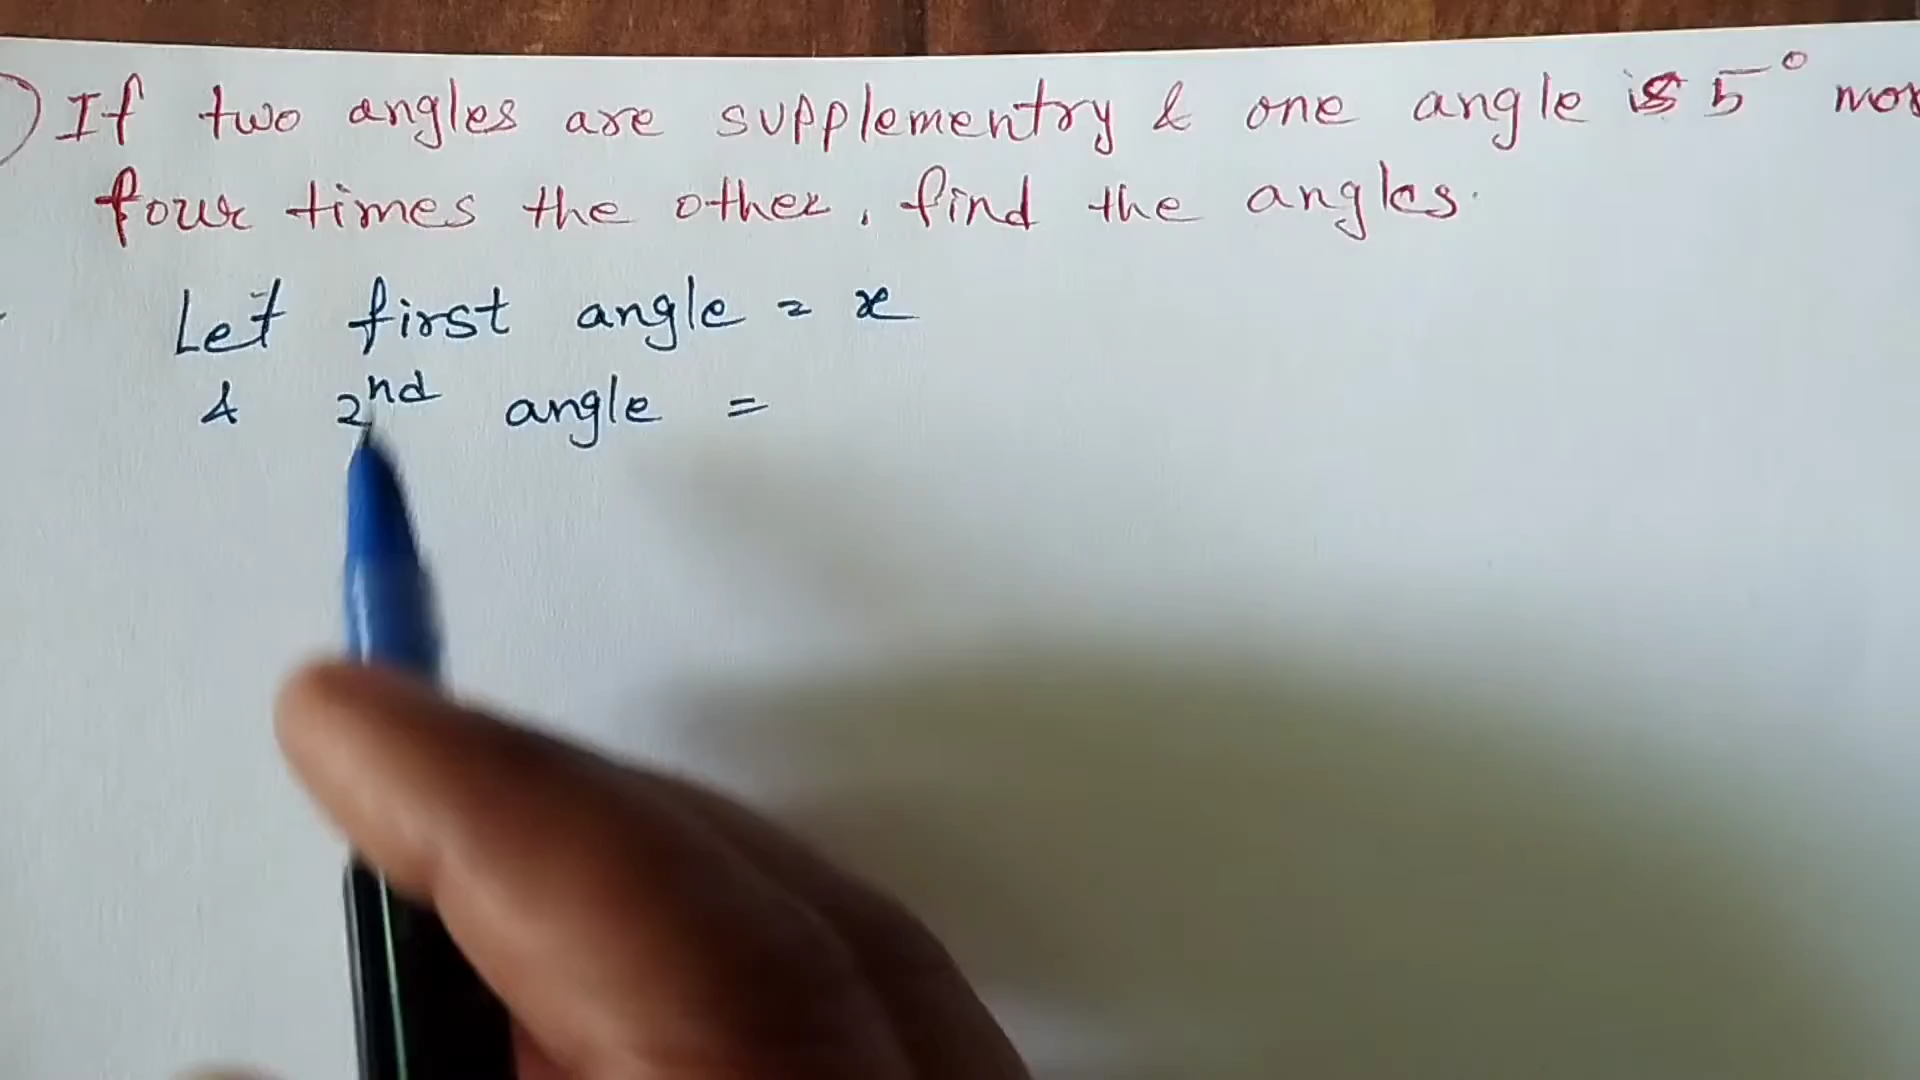 ) If two angles are supplementry & one angle is 5° mor
four times the other, find the angles.
Let first angle = x
& 2nd angle =